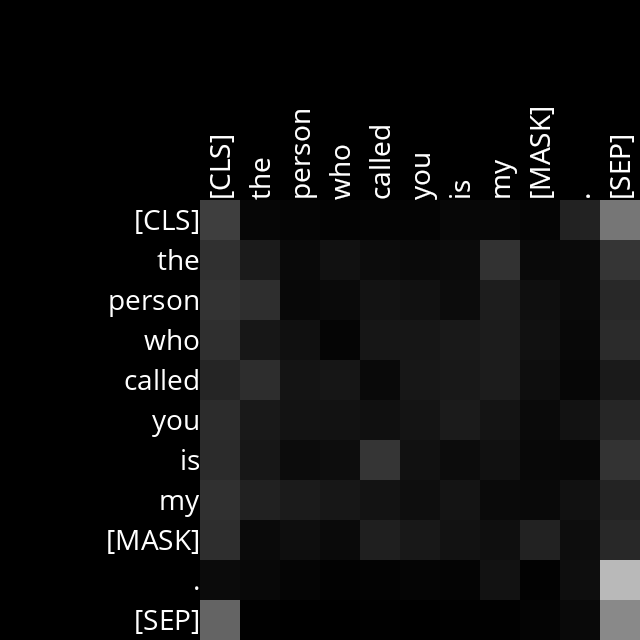 [CLS] the person who called you is my [MASK] . [SEP]
[CLS]
the
person
who
called
you
is
my
[MASK]
.
[SEP]